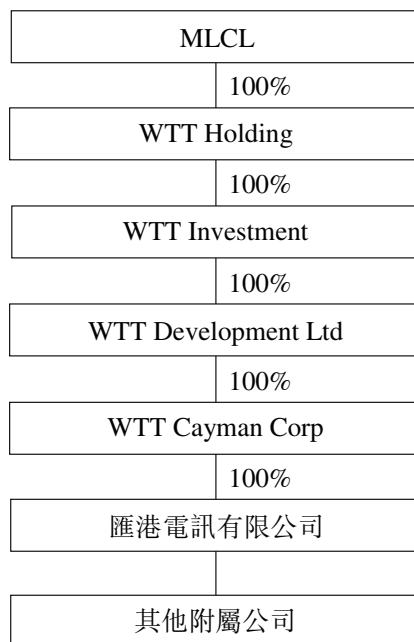 MLCL
100%
WTT Holding
100%
WTT Investment
100%
WTT Development Ltd
100%
WTT Cayman Corp
100%
匯港電訊有限公司
其他附屬公司